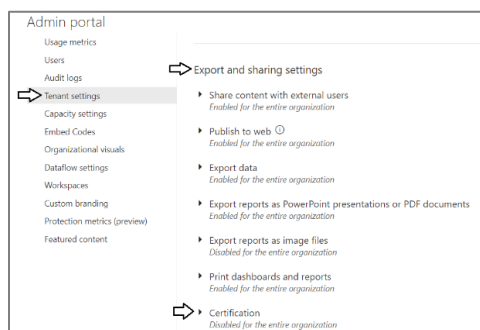 Admin portal
Usage metrics
Users
Audit logs
Tenant settings
Capacity settings
Embed Codes
Organizational visuals
Dataflow settings
Workspaces
Custom branding
Protection metrics (preview)
Featured content
Export and sharing settings
Share content with external users
Enabled for the entire organization
Publish to web
Enabled for the entire organization
Export data
Enabled for the entire organization
Export reports as PowerPoint presentations or PDF documents
Enabled for the entire organization
Export reports as image files
Disabled for the entire organization
Print dashboards and reports
Enabled for the entire organization
Certification
Disabled for the entire organization